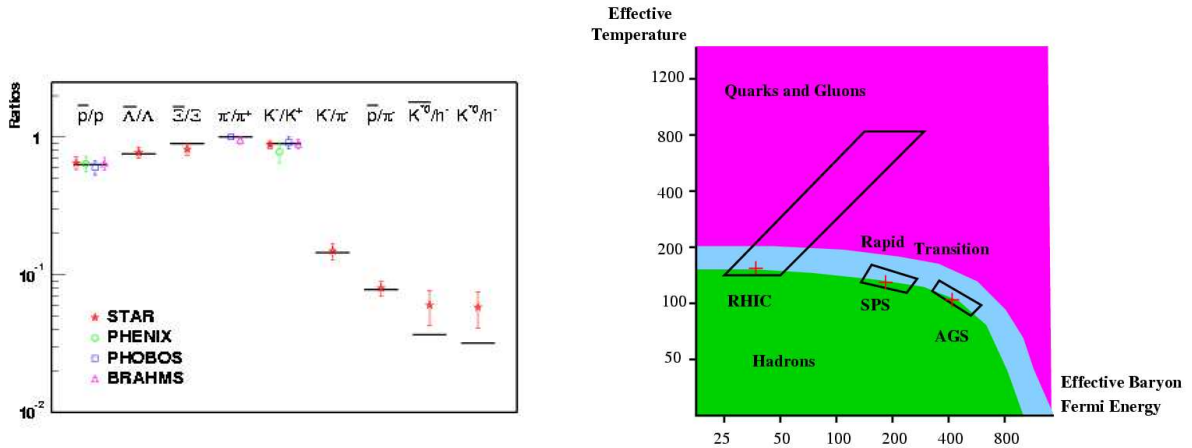 Ratios
p̅/p Λ̅/Λ Ξ̅/Ξ π⁻/π⁺ K⁻/K⁺ K⁻/π⁻ p̅/π⁻ K̅*⁰/h⁻ K*⁰/h⁻
1
10⁻¹
10⁻²
STAR
PHENIX
PHOBOS
BRAHMS
Effective
Temperature
1200
800
400
200
100
50
Quarks and Gluons
Rapid Transition
RHIC
SPS
AGS
Hadrons
Effective Baryon
Fermi Energy
25 50 100 200 400 800